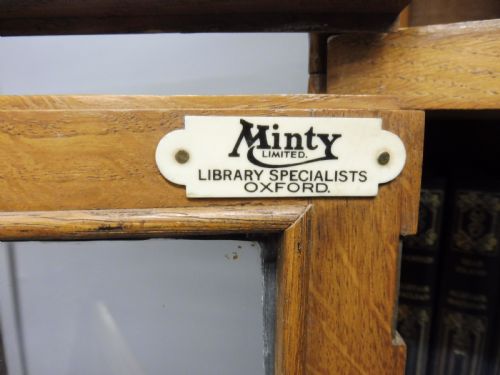 Minty
LIMITED.
LIBRARY SPECIALISTS
OXFORD.